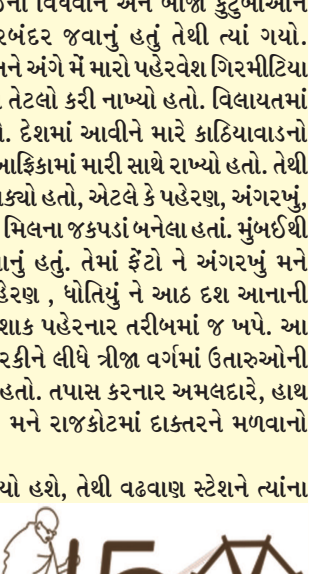 વિધવાને અને બીજાં કુટુંબીઓને
રબંદર જવાનું હતું તેથી ત્યાં ગયો.
અંગે મેં મારો પહેરવેશ ગિરમીટિયા
તેટલો કરી નાખ્યો હતો. વિલાયતમાં
દેશમાં આવીને મારે કાઠિયાવાડનો
આફ્રિકામાં મારી સાથે રાખ્યો હતો. તેથી
ક્યો હતો, એટલે કે પહેરણ, અંગરખું,
મિલના જકપડાં બનેલા હતાં. મુંબઈથી
નું હતું. તેમાં ફેંટો ને અંગરખું મને
હેરણ , ધોતિયું ને આઠ દશ આનાની
શાક પહેરનાર તરીબમાં જ ખપે. આ
રકીને લીધે ત્રીજા વર્ગમાં ઉતારુઓની
હતો. તપાસ કરનાર અમલદારે, હાથ
મને રાજકોટમાં દાક્તરને મળવાનો
યો હશે, તેથી વઢવાણ સ્ટેશને ત્યાંના
15